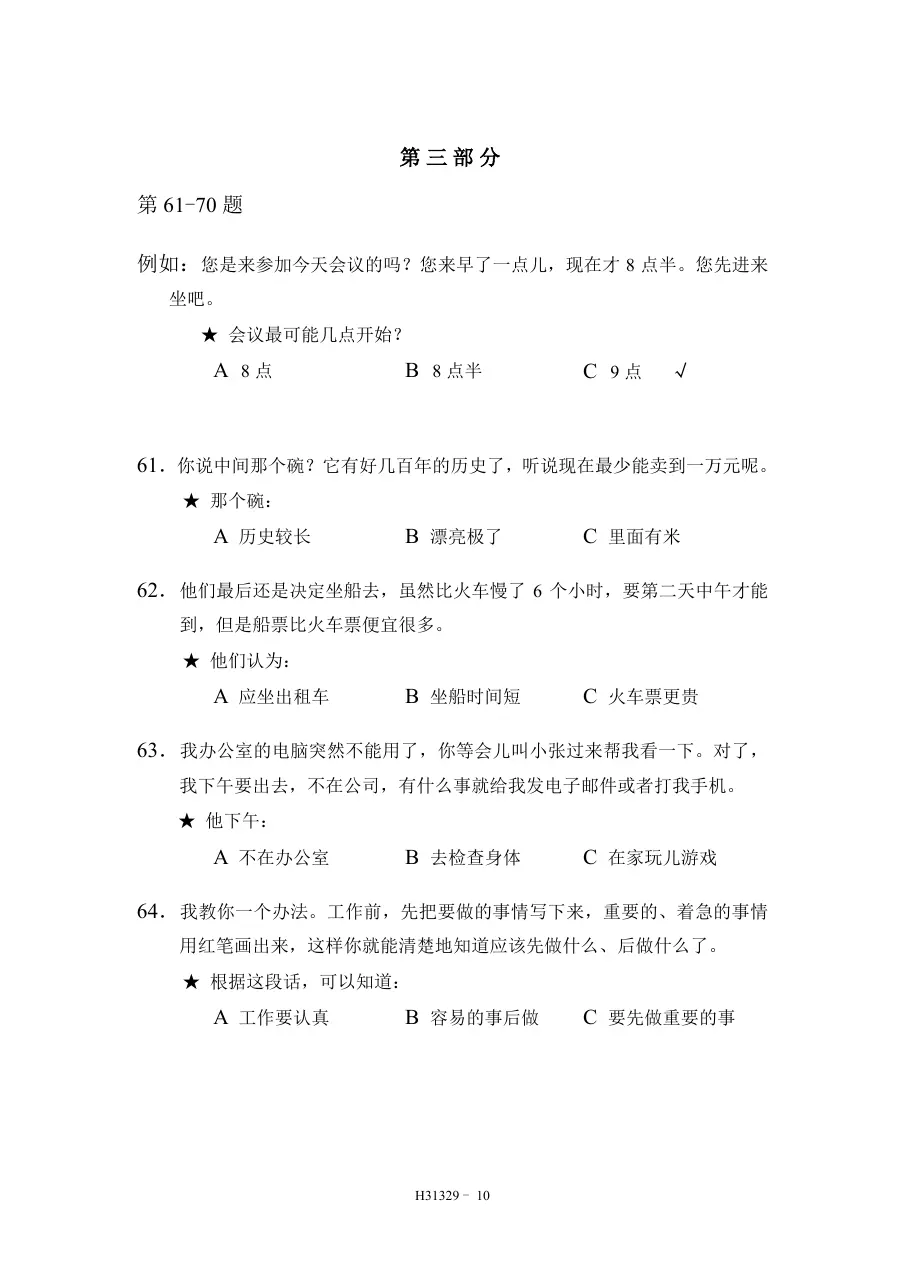 第三部分
第 61-70 题
例如：您是来参加今天会议的吗？您来早了一点儿，现在才 8 点半。您先进来
坐吧。
★ 会议最可能几点开始？
A 8 点 B 8 点半 C 9 点 √
61．你说中间那个碗？它有好几百年的历史了，听说现在最少能卖到一万元呢。
★ 那个碗：
A 历史较长 B 漂亮极了 C 里面有米
62．他们最后还是决定坐船去，虽然比火车慢了 6 个小时，要第二天中午才能
到，但是船票比火车票便宜很多。
★ 他们认为：
A 应坐出租车 B 坐船时间短 C 火车票更贵
63．我办公室的电脑突然不能用了，你等会儿叫小张过来帮我看一下。对了，
我下午要出去，不在公司，有什么事就给我发电子邮件或者打我手机。
★ 他下午：
A 不在办公室 B 去检查身体 C 在家玩儿游戏
64．我教你一个办法。工作前，先把要做的事情写下来，重要的、着急的事情
用红笔画出来，这样你就能清楚地知道应该先做什么、后做什么了。
★ 根据这段话，可以知道：
A 工作要认真 B 容易的事后做 C 要先做重要的事
H31329 - 10